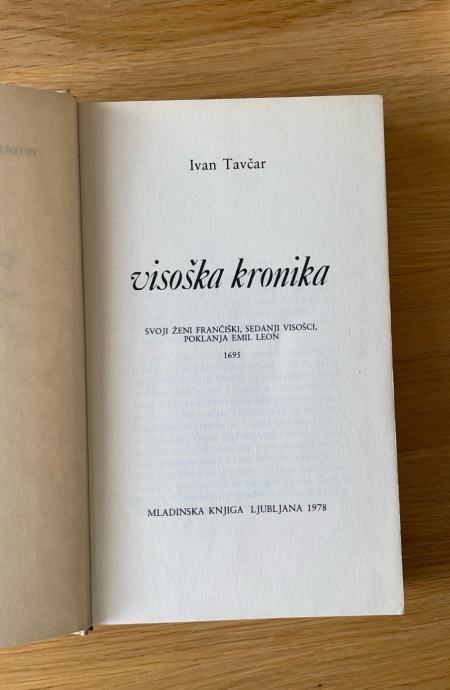 Ivan Tavčar
visoška kronika
SVOJI ŽENI FRANČIŠKI, SEDANJI VISOŠCI,
POKLANJA EMIL LEON
1695
MLADINSKA KNJIGA LJUBLJANA 1978